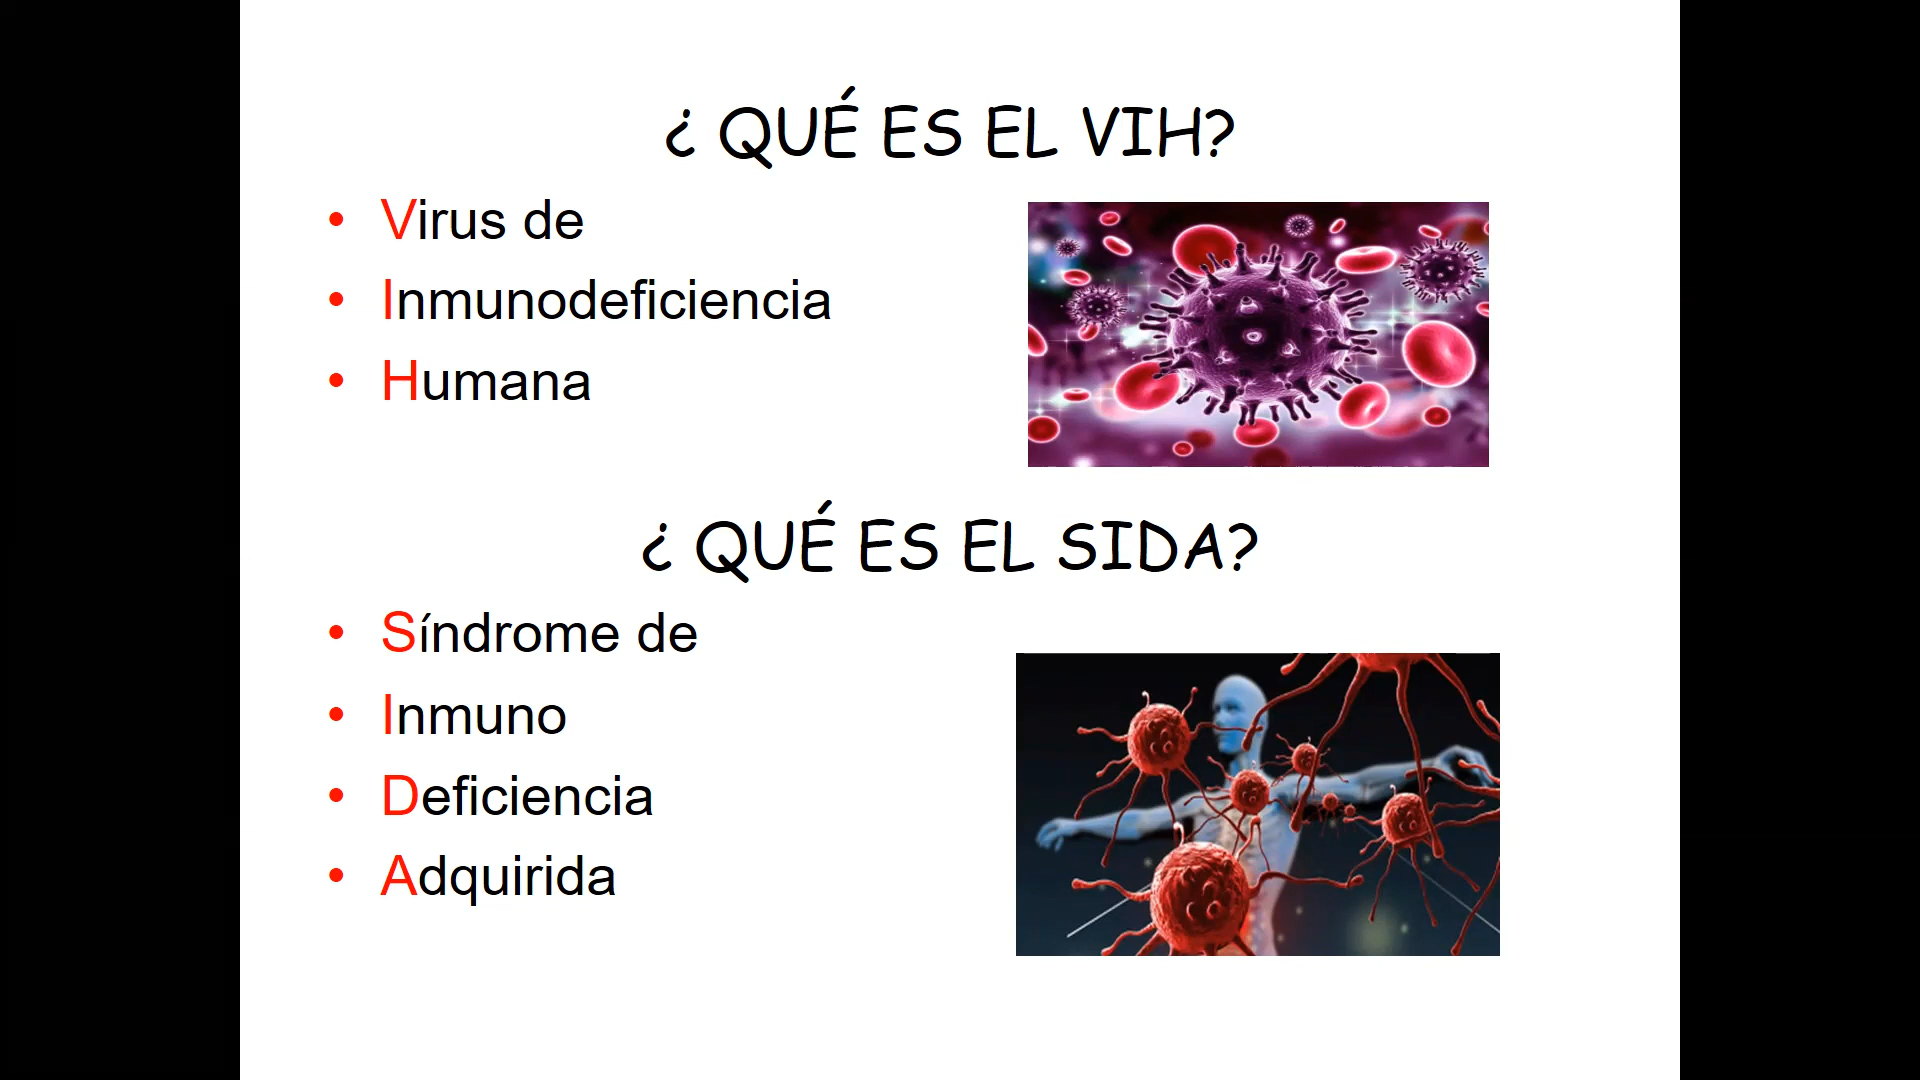 ¿ QUÉ ES EL VIH?
• Virus de
• Inmunodeficiencia
• Humana
¿ QUÉ ES EL SIDA?
• Síndrome de
• Inmuno
• Deficiencia
• Adquirida